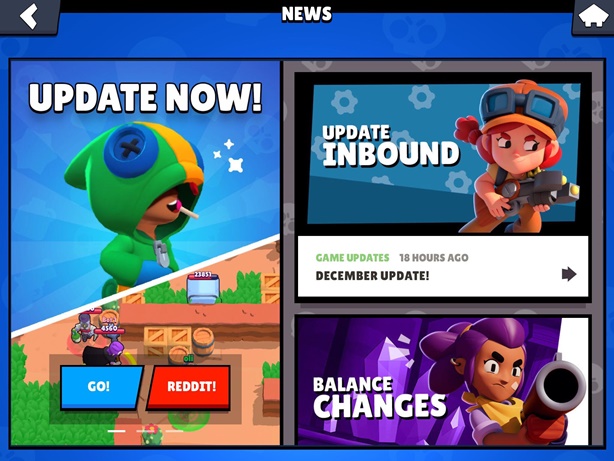 NEWS
UPDATE NOW!
23851
4560
GO!
REDDIT!
UPDATE
INBOUND
GAME UPDATES 18 HOURS AGO
DECEMBER UPDATE!
BALANCE
CHANGES